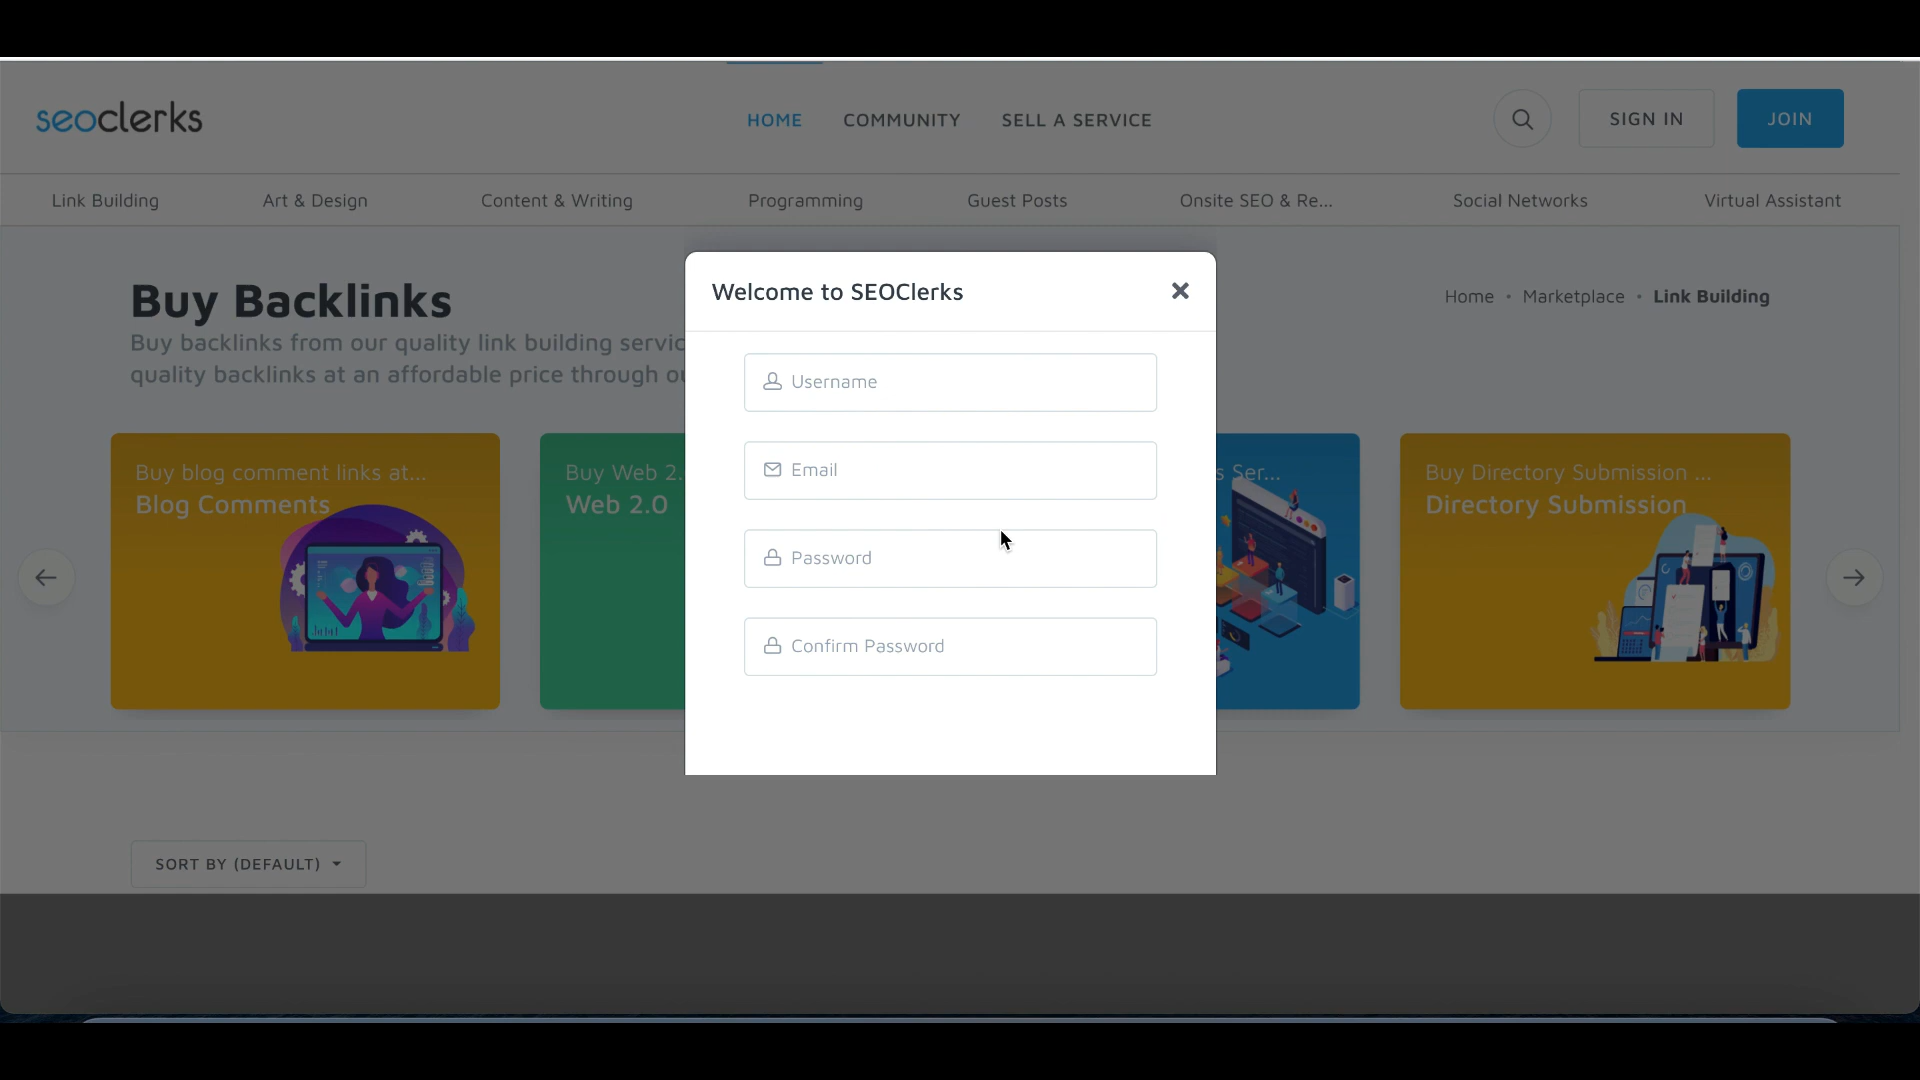 seoclerks
HOME COMMUNITY SELL A SERVICE
SIGN IN JOIN
Link Building Art & Design Content & Writing Programming Guest Posts Onsite SEO & Re... Social Networks Virtual Assistant
Welcome to SEOClerks
Buy Backlinks
Home • Marketplace • Link Building
Buy backlinks from our quality link building
quality backlinks at an affordable price through
Username
Email
Password
Confirm Password
Buy blog comment links at...
Blog Comments
Buy Web 2.
Web 2.0
Ser...
Buy Directory Submission ...
Directory Submission
SORT BY (DEFAULT)